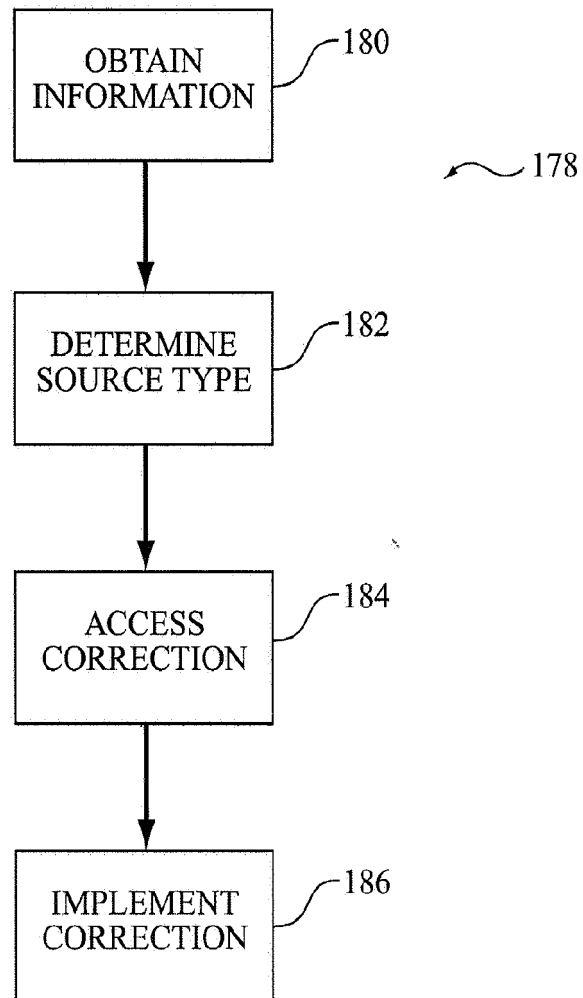 OBTAIN
INFORMATION
180
178
DETERMINE
SOURCE TYPE
182
ACCESS
CORRECTION
184
IMPLEMENT
CORRECTION
186